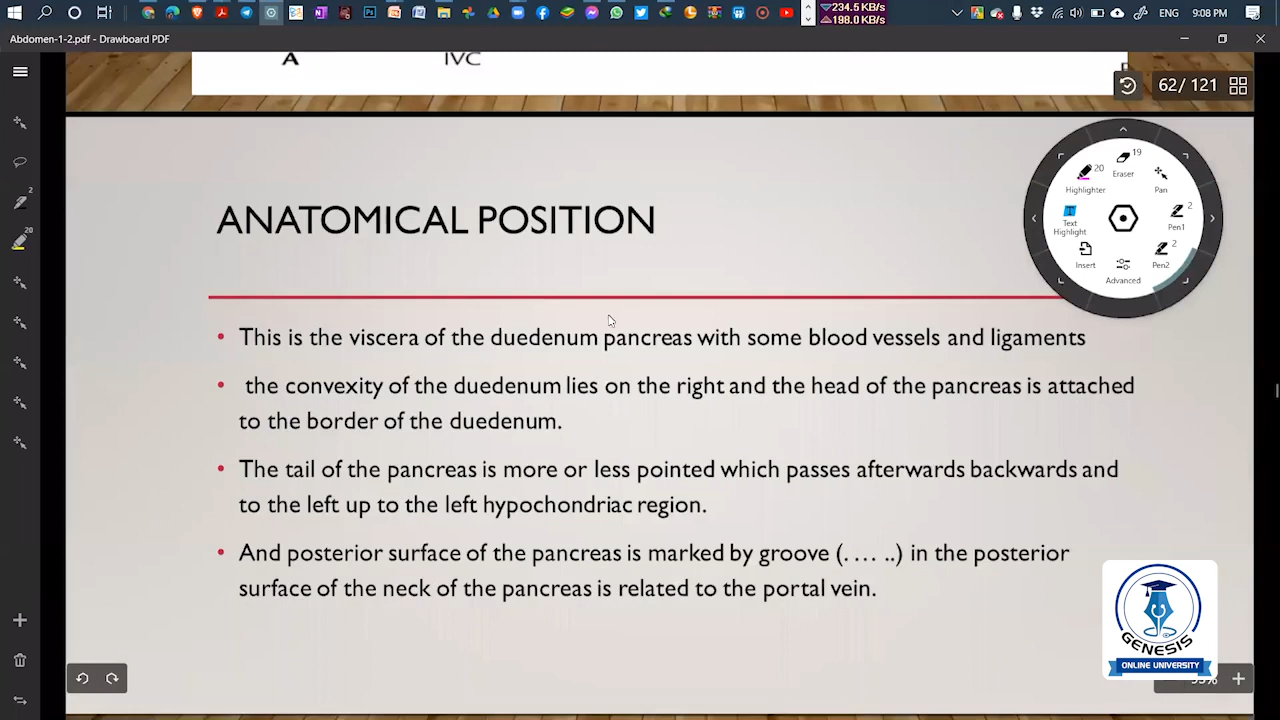 234.5 KB/s
198.0 KB/s
ENG
9:08 PM
Abdomen-1-2.pdf - Drawboard PDF
A
IVC
62/ 121
2
20
ANATOMICAL POSITION
19
Eraser
20
Highlighter
Pan
Text
Highlight
2
Pen1
Insert
2
Pen2
Advanced
• This is the viscera of the duedenum pancreas with some blood vessels and ligaments
• the convexity of the duedenum lies on the right and the head of the pancreas is attached
to the border of the duedenum.
• The tail of the pancreas is more or less pointed which passes afterwards backwards and
to the left up to the left hypochondriac region.
• And posterior surface of the pancreas is marked by groove (. … ..) in the posterior
surface of the neck of the pancreas is related to the portal vein.
GENESIS
ONLINE UNIVERSITY